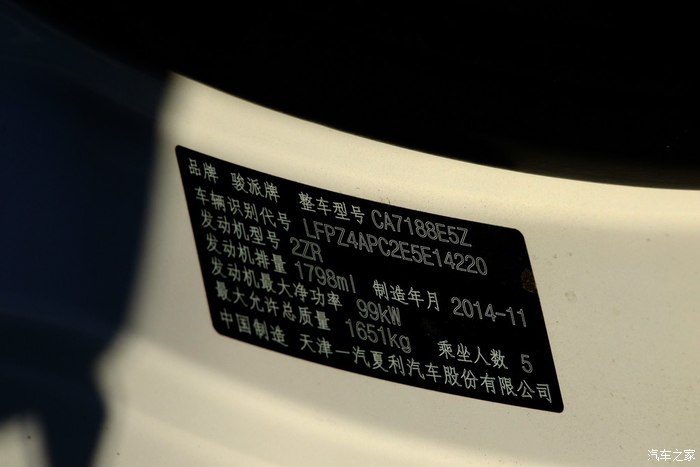 品牌 骏派牌 整车型号 CA7188E5Z
车辆识别代号 LFPZ4APC2E5E14220
发动机型号 2ZR
发动机排量 1798ml 制造年月 2014-11
发动机最大净功率 99kW
最大允许总质量 1651kg 乘坐人数 5
中国制造 天津一汽夏利汽车股份有限公司
汽车之家